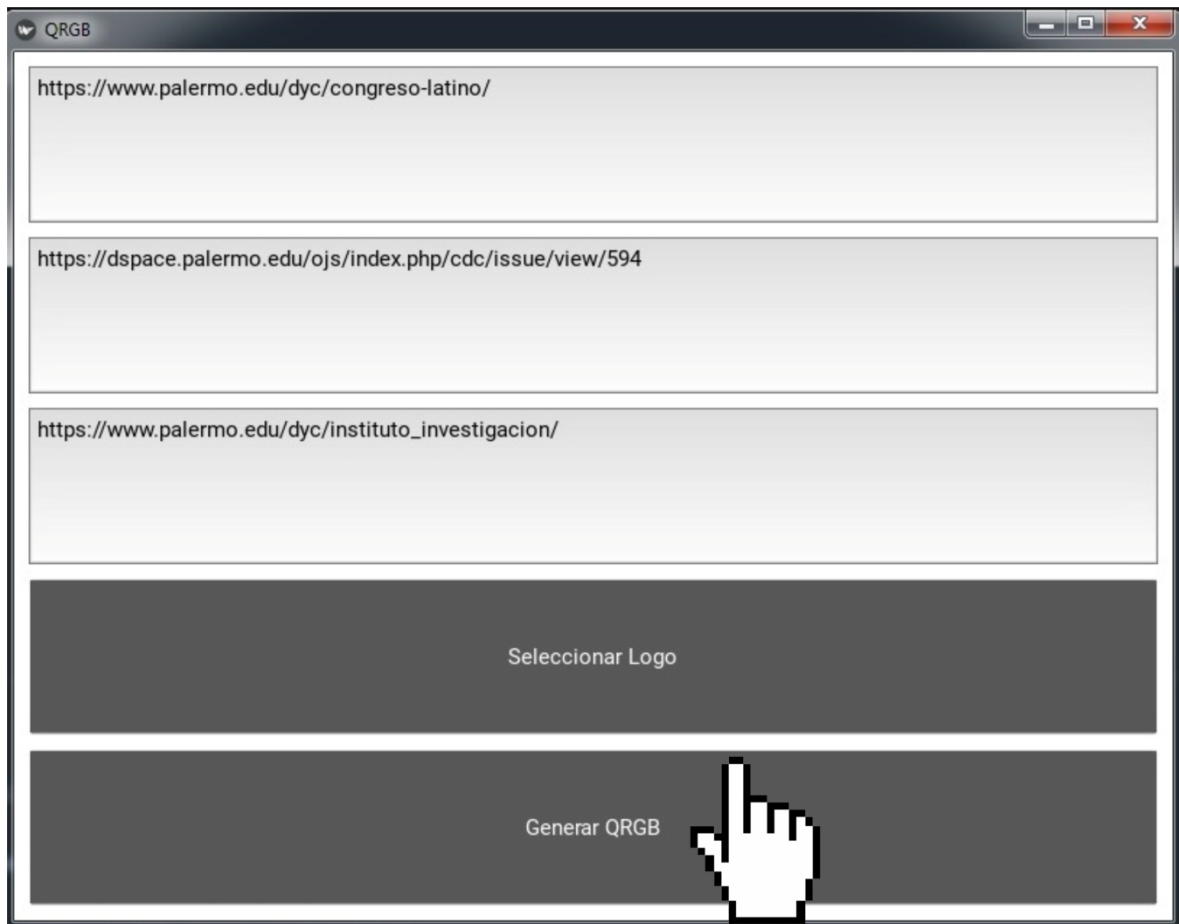 QRGB
https://www.palermo.edu/dyc/congreso-latino/
https://dspace.palermo.edu/ojs/index.php/cdc/issue/view/594
https://www.palermo.edu/dyc/instituto_investigacion/
Seleccionar Logo
Generar QRGB